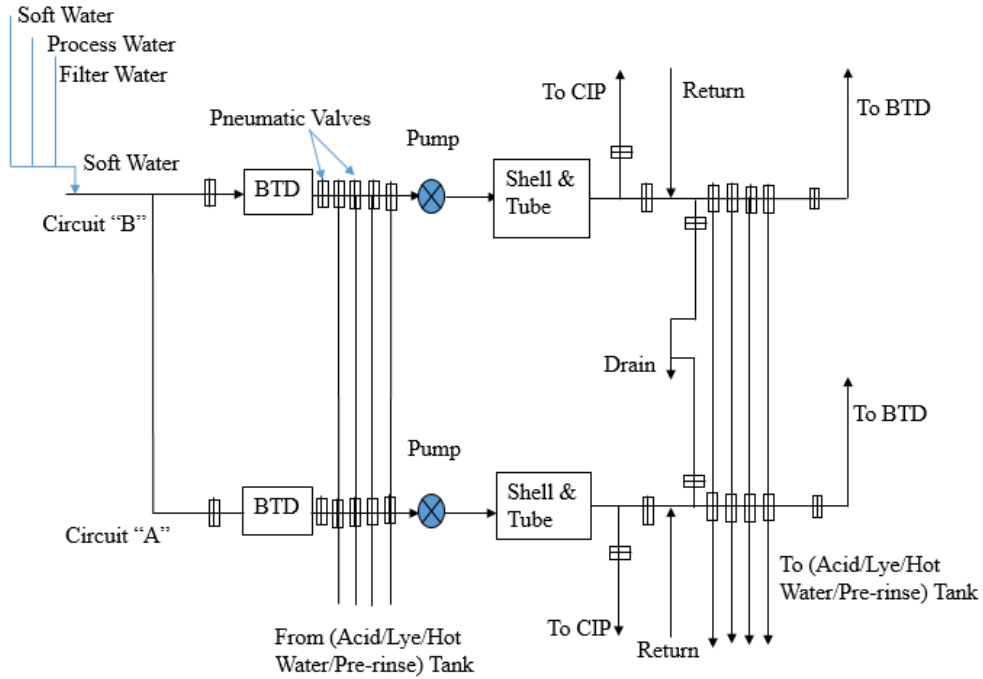 Soft Water
Process Water
Filter Water
Soft Water
Circuit “B”
BTD
Pneumatic Valves
Pump
Shell &
Tube
To CIP
Return
To BTD
Drain
Circuit “A”
BTD
Pump
Shell &
Tube
To BTD
To CIP
Return
From (Acid/Lye/Hot
Water/Pre-rinse) Tank
To (Acid/Lye/Hot
Water/Pre-rinse) Tank